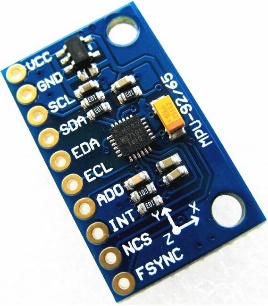 VCC
GND
SCL
SDA
EDA
ECL
ADO
INT
NCS
FSYNC
MPU-92/65
Y
X
Z